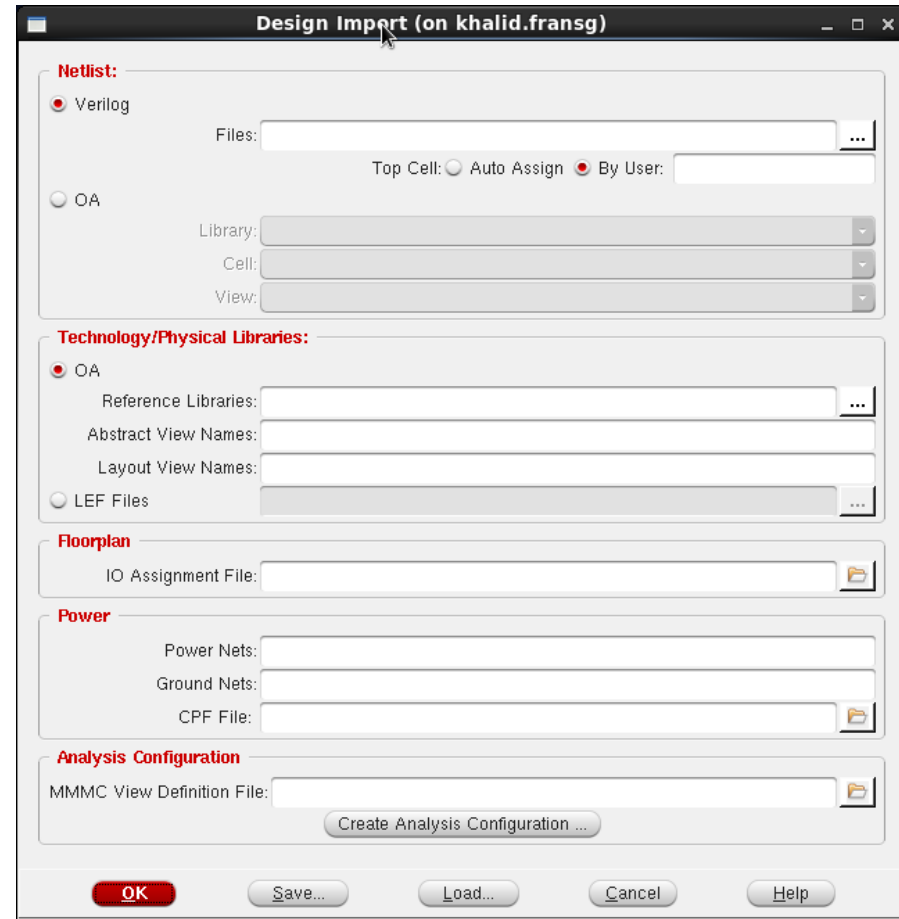 Design Import (on khalid.fransg)
Netlist:
Verilog
Files: ...
Top Cell: Auto Assign By User:
OA
Library:
Cell:
View:
Technology/Physical Libraries:
OA
Reference Libraries: ...
Abstract View Names:
Layout View Names:
LEF Files ...
Floorplan
IO Assignment File:
Power
Power Nets:
Ground Nets:
CPF File:
Analysis Configuration
MMMC View Definition File:
Create Analysis Configuration ...
OK Save... Load... Cancel Help